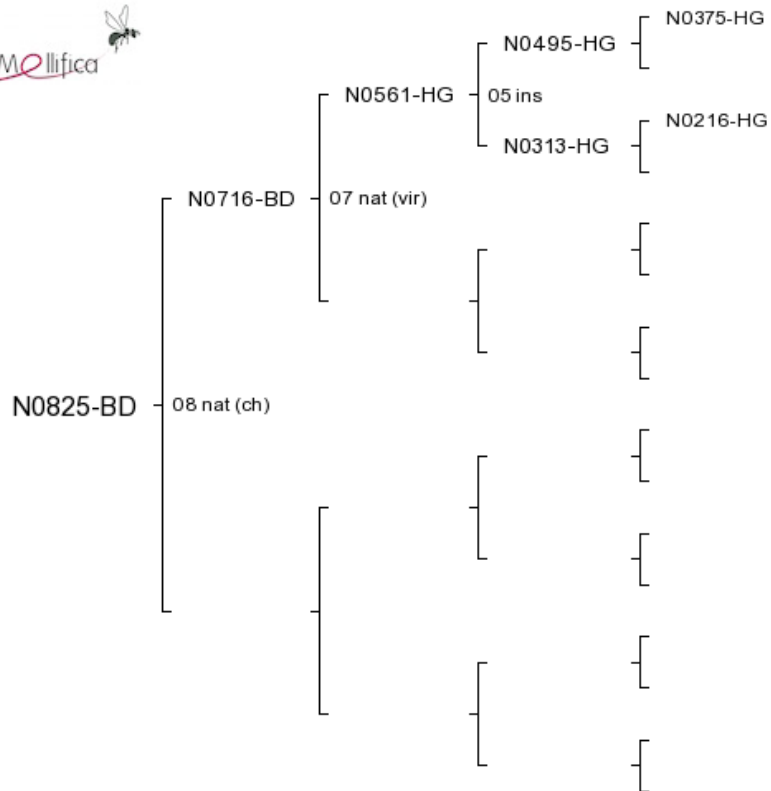 Mellifica
N0375-HG
N0495-HG
N0561-HG
05 ins
N0313-HG
N0216-HG
N0716-BD
07 nat (vir)
N0825-BD
08 nat (ch)